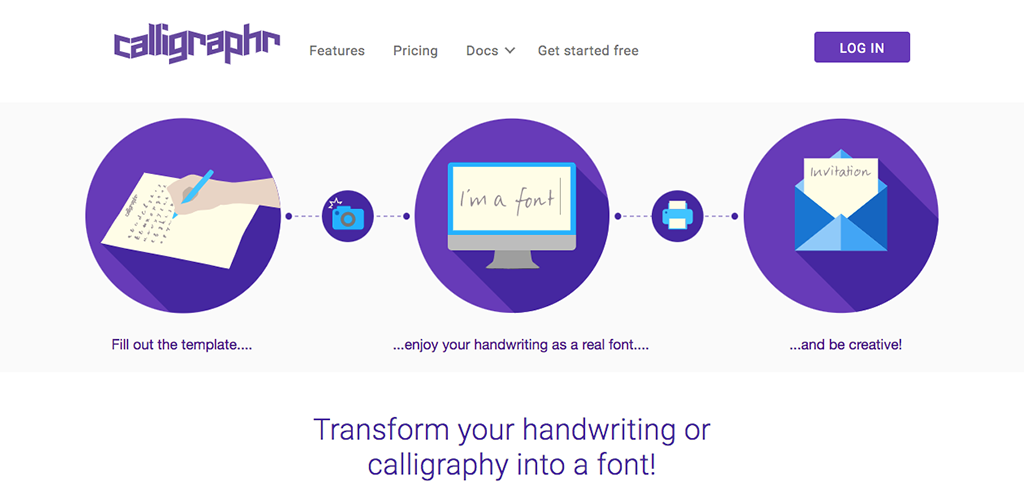 calligraphr
Features
Pricing
Docs
Get started free
LOG IN
calligraphr
I'm a font
Invitation
Fill out the template....
...enjoy your handwriting as a real font....
...and be creative!
Transform your handwriting or
calligraphy into a font!